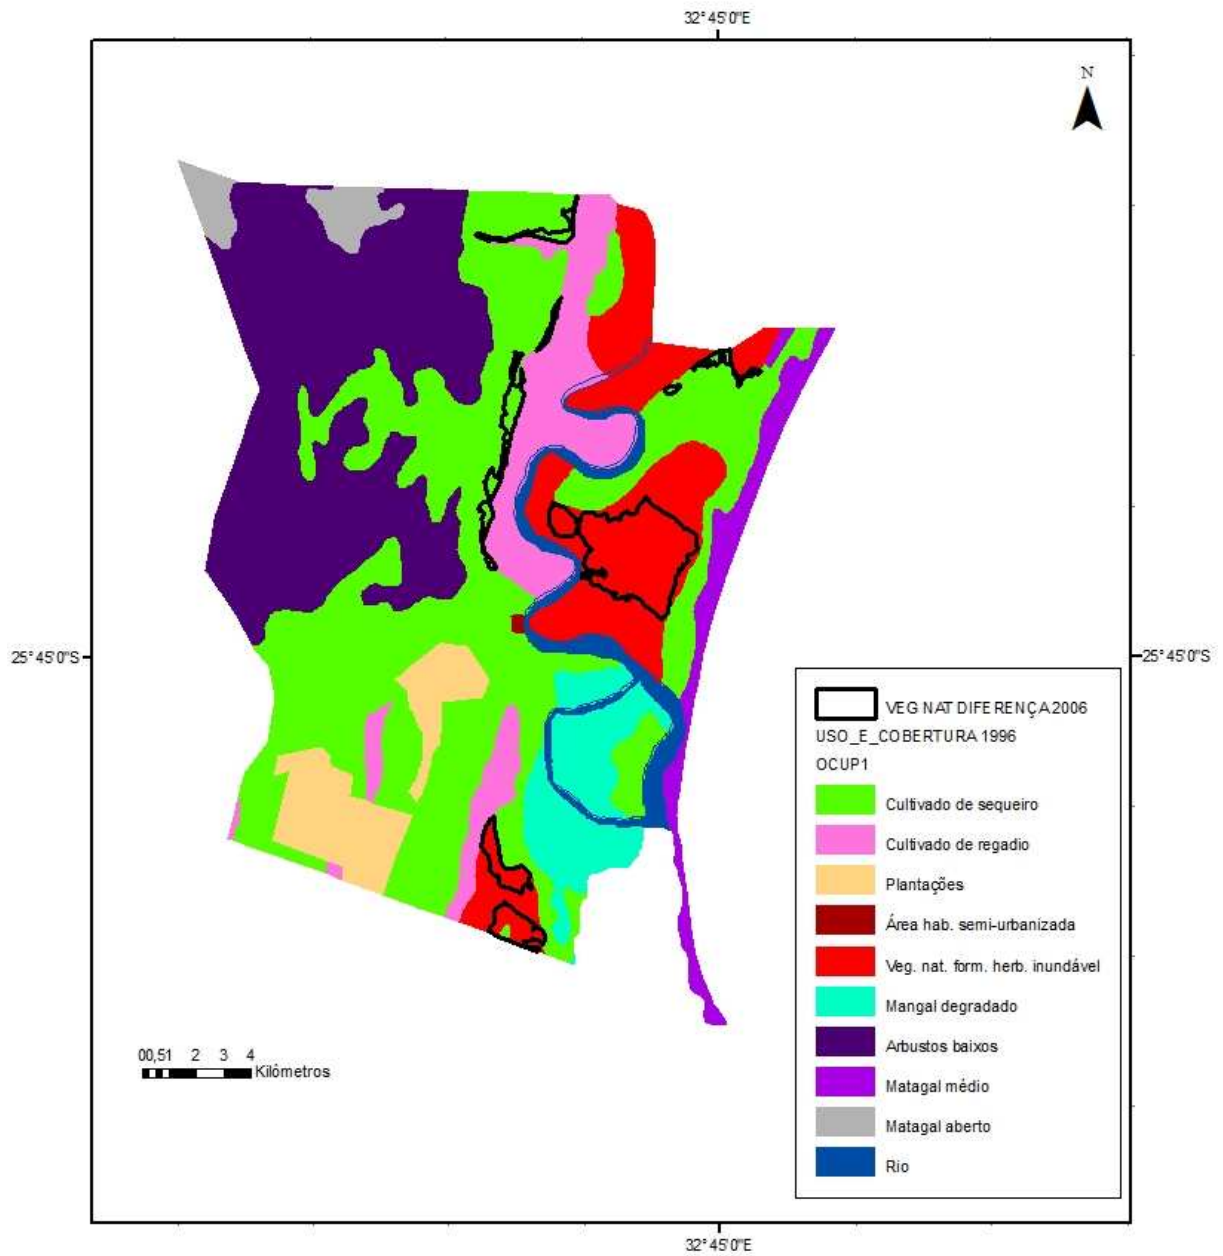 32°45'0"E
N
25°45'0"S
25°45'0"S
VEG NAT DIFERENÇA 2006
USO_E_COBERTURA 1996
OCUP1
Cultivado de sequeiro
Cultivado de regadio
Plantações
Área hab. semi-urbanizada
Veg. nat. form. herb. inundável
Mangal degradado
Arbustos baixos
Matagal médio
Matagal aberto
Rio
00,51 2 3 4
Kilómetros
32°45'0"E